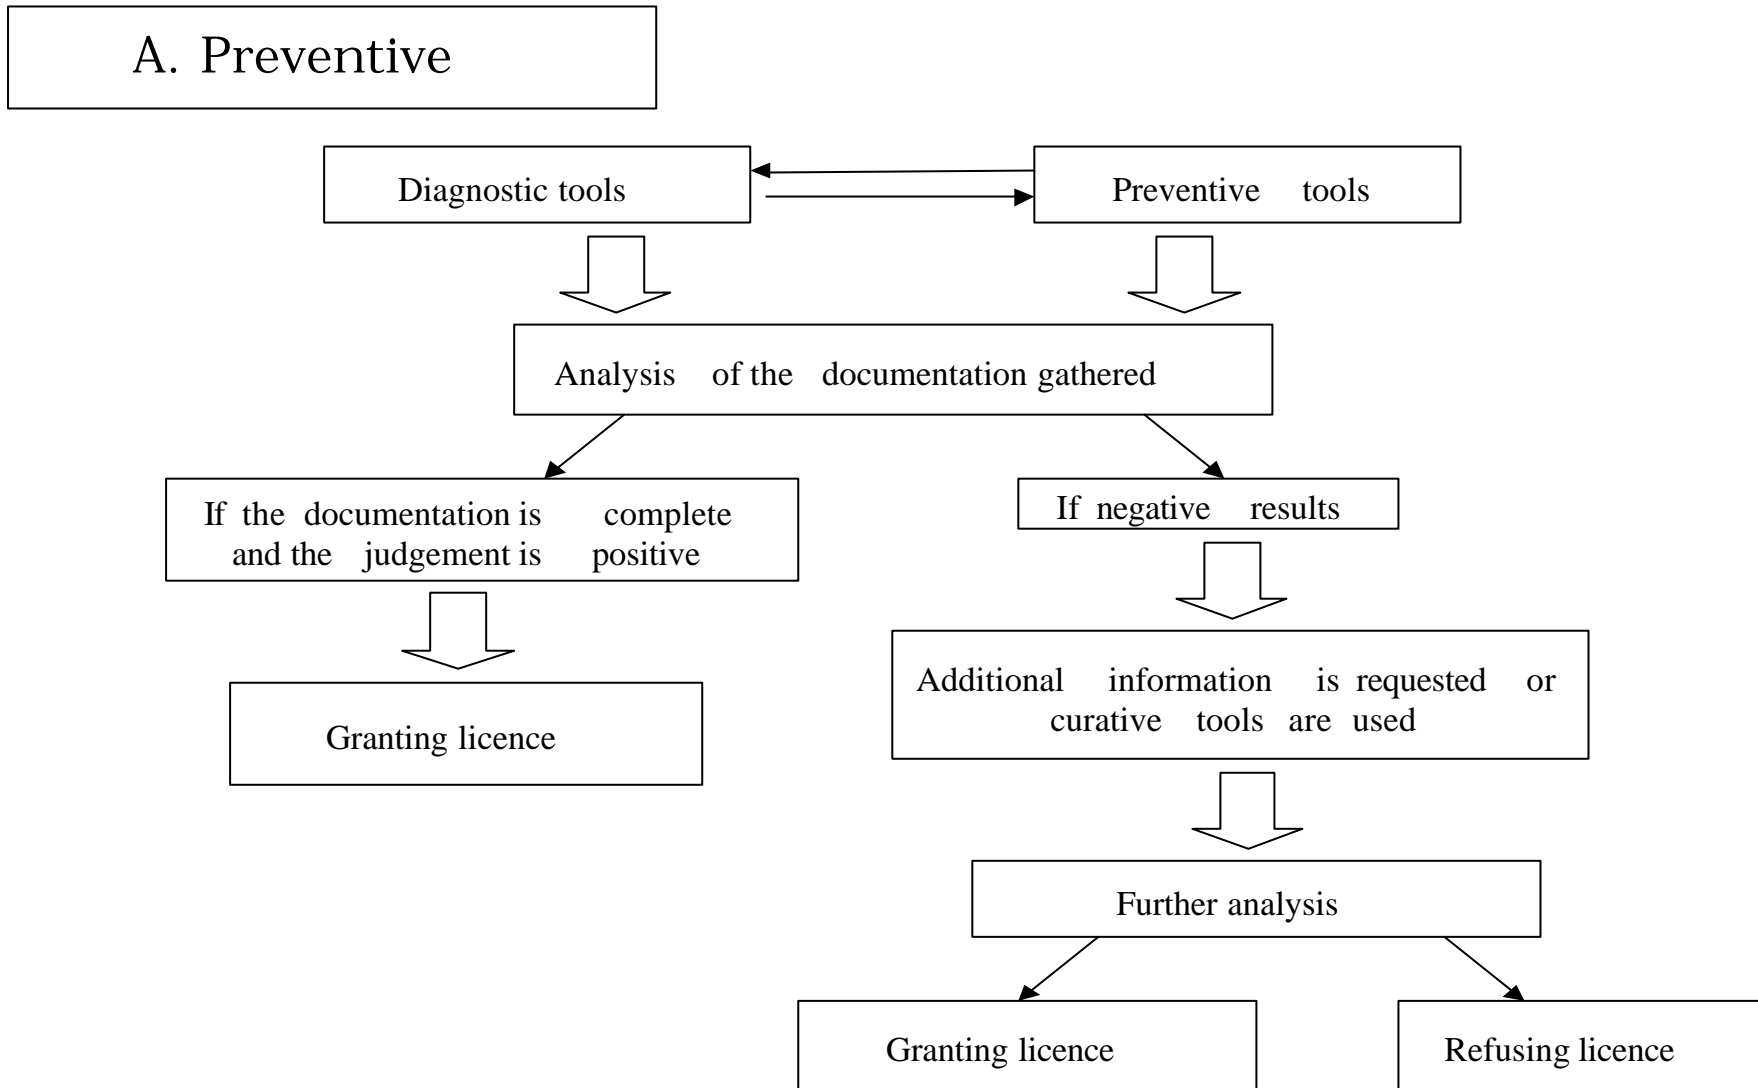 A. Preventive
Diagnostic tools
Preventive tools
Analysis of the documentation gathered
If the documentation is complete
and the judgement is positive
If negative results
Granting licence
Additional information is requested or
curative tools are used
Further analysis
Granting licence
Refusing licence